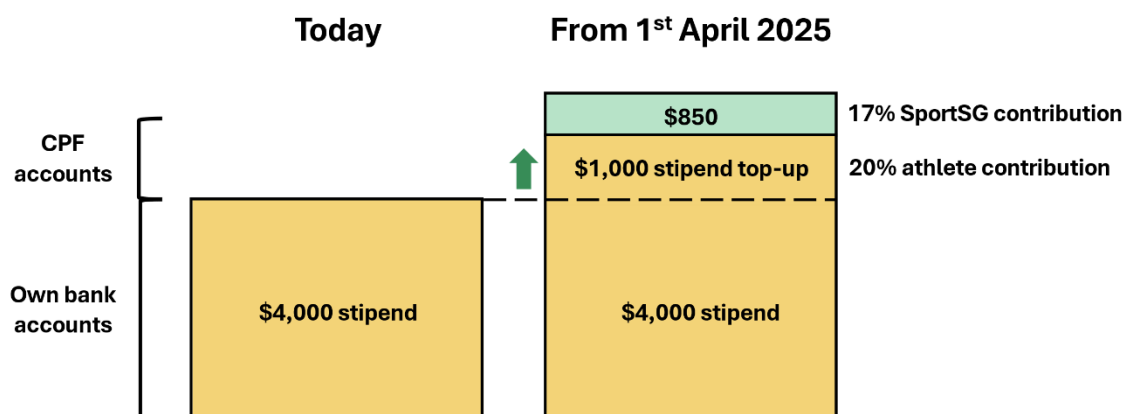 Today
From 1st April 2025
CPF
accounts
$850
17% SportSG contribution
$1,000 stipend top-up
20% athlete contribution
Own bank
accounts
$4,000 stipend
$4,000 stipend